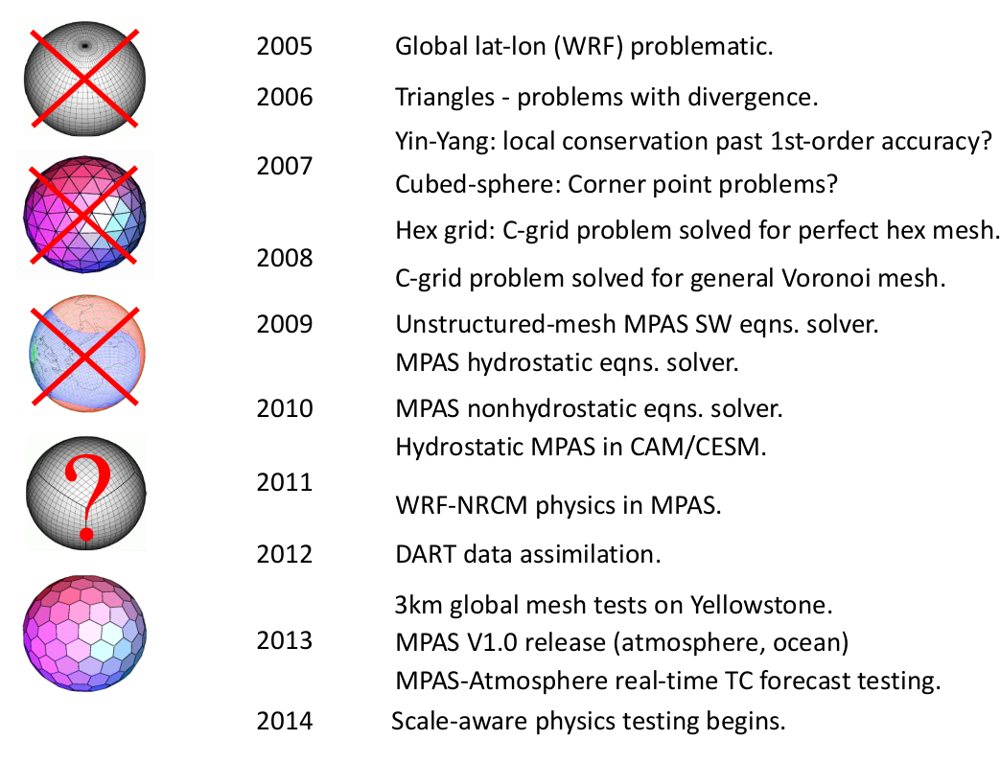 2005 Global lat-lon (WRF) problematic.
2006 Triangles - problems with divergence.
Yin-Yang: local conservation past 1st-order accuracy?
2007
Cubed-sphere: Corner point problems?
Hex grid: C-grid problem solved for perfect hex mesh.
2008
C-grid problem solved for general Voronoi mesh.
2009 Unstructured-mesh MPAS SW eqns. solver.
MPAS hydrostatic eqns. solver.
2010 MPAS nonhydrostatic eqns. solver.
Hydrostatic MPAS in CAM/CESM.
?
2011
WRF-NRCM physics in MPAS.
2012 DART data assimilation.
3km global mesh tests on Yellowstone.
2013 MPAS V1.0 release (atmosphere, ocean)
MPAS-Atmosphere real-time TC forecast testing.
2014 Scale-aware physics testing begins.